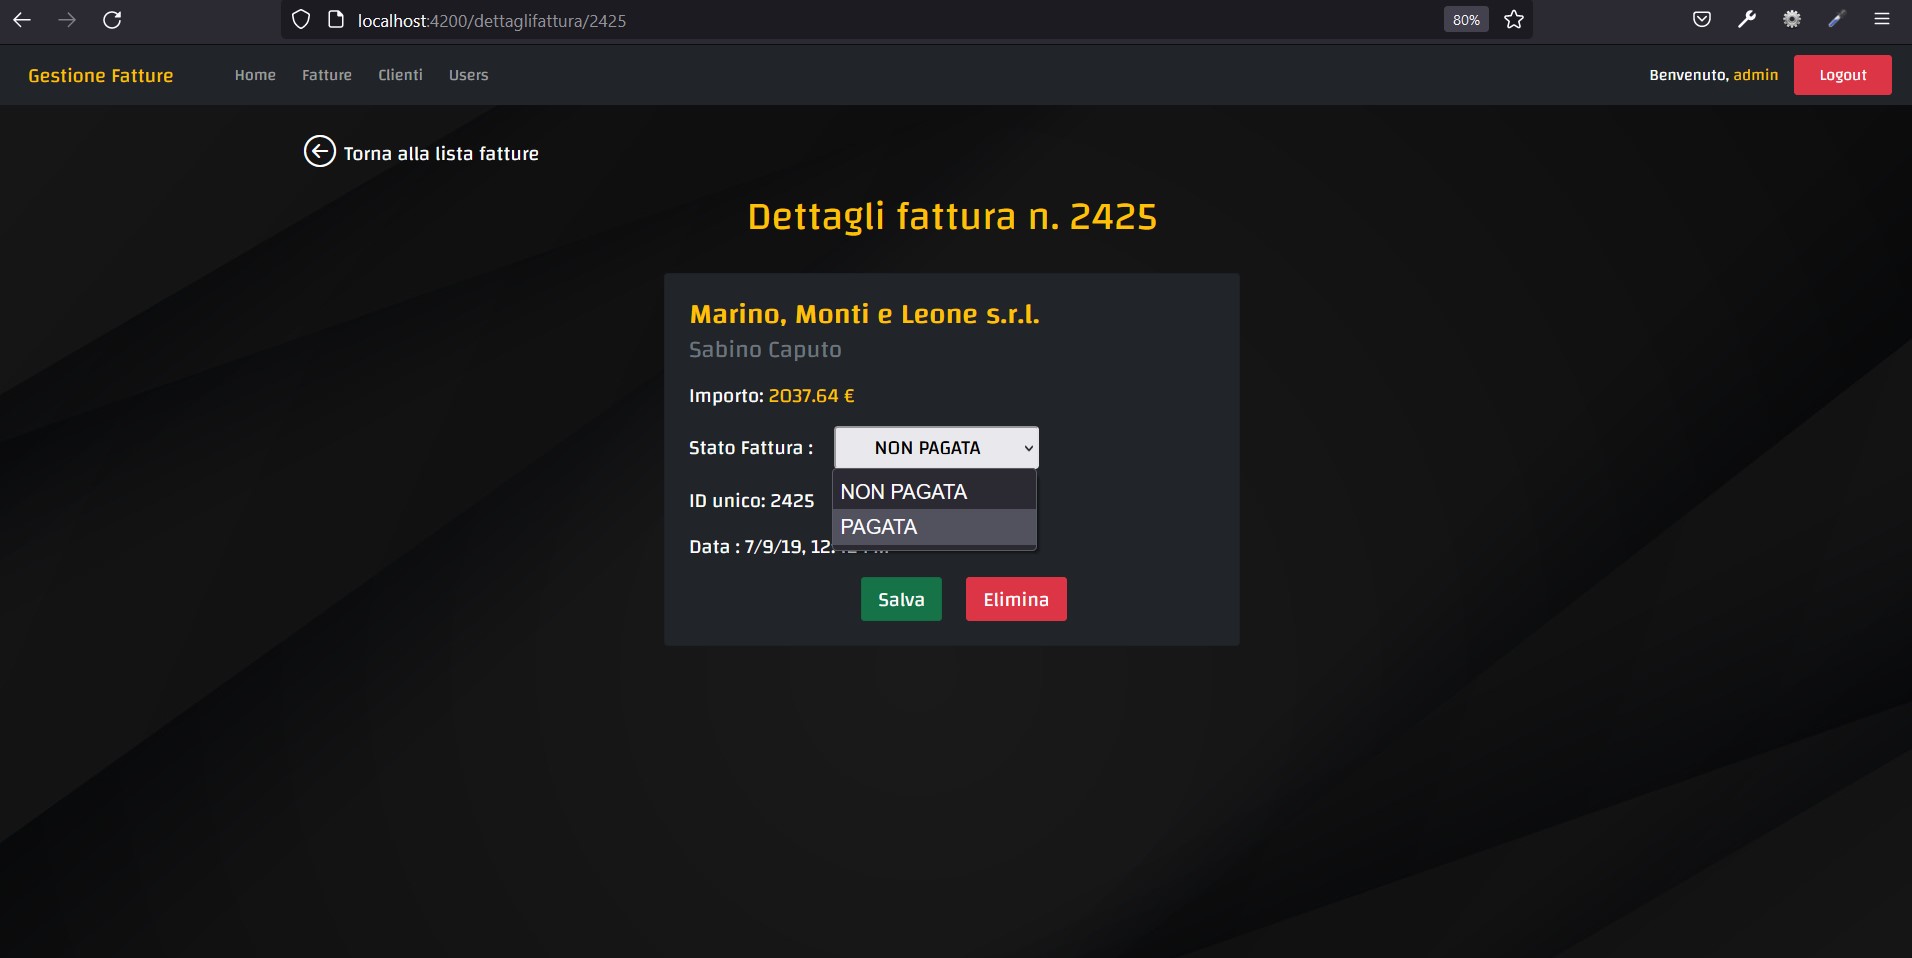 localhost:4200/dettaglifattura/2425
80%
Gestione Fatture
Home
Fatture
Clienti
Users
Benvenuto, admin
Logout
Torna alla lista fatture
Dettagli fattura n. 2425
Marino, Monti e Leone s.r.l.
Sabino Caputo
Importo: 2037.64 €
Stato Fattura :
NON PAGATA
NON PAGATA
PAGATA
ID unico: 2425
Data : 7/9/19,
Salva
Elimina